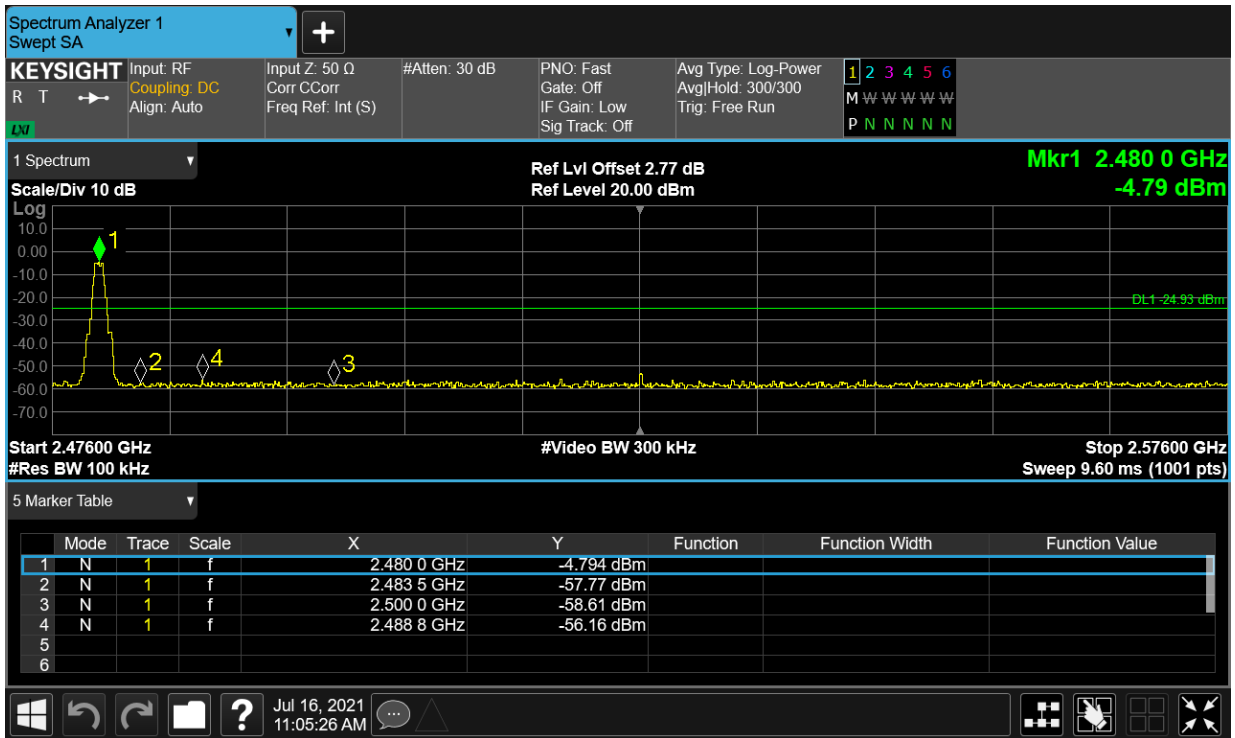 Spectrum Analyzer 1
Swept SA
+
KEYSIGHT
R T
LXI
Input: RF
Coupling: DC
Align: Auto
Input Z: 50 Ω
Corr CCorr
Freq Ref: Int (S)
#Atten: 30 dB
PNO: Fast
Gate: Off
IF Gain: Low
Sig Track: Off
Avg Type: Log-Power
Avg|Hold: 300/300
Trig: Free Run
1 2 3 4 5 6
M W W W W W
P N N N N N
1 Spectrum
Scale/Div 10 dB
Ref Lvl Offset 2.77 dB
Ref Level 20.00 dBm
Mkr1 2.480 0 GHz
-4.79 dBm
Log
10.0
0.00
-10.0
-20.0
-30.0
-40.0
-50.0
-60.0
-70.0
1
2
4
3
DL1 -24.93 dBm
Start 2.47600 GHz
#Res BW 100 kHz
#Video BW 300 kHz
Stop 2.57600 GHz
Sweep 9.60 ms (1001 pts)
5 Marker Table
Mode Trace Scale X Y Function Function Width Function Value
1 N 1 f 2.480 0 GHz -4.794 dBm
2 N 1 f 2.483 5 GHz -57.77 dBm
3 N 1 f 2.500 0 GHz -58.61 dBm
4 N 1 f 2.488 8 GHz -56.16 dBm
5
6
?
Jul 16, 2021
11:05:26 AM